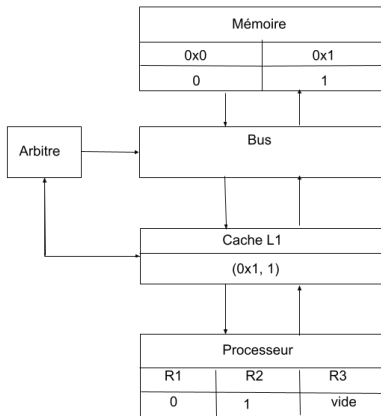 Mémoire
0x0 0x1
0 1
Arbitre
Bus
Cache L1
(0x1, 1)
Processeur
R1 R2 R3
0 1 vide